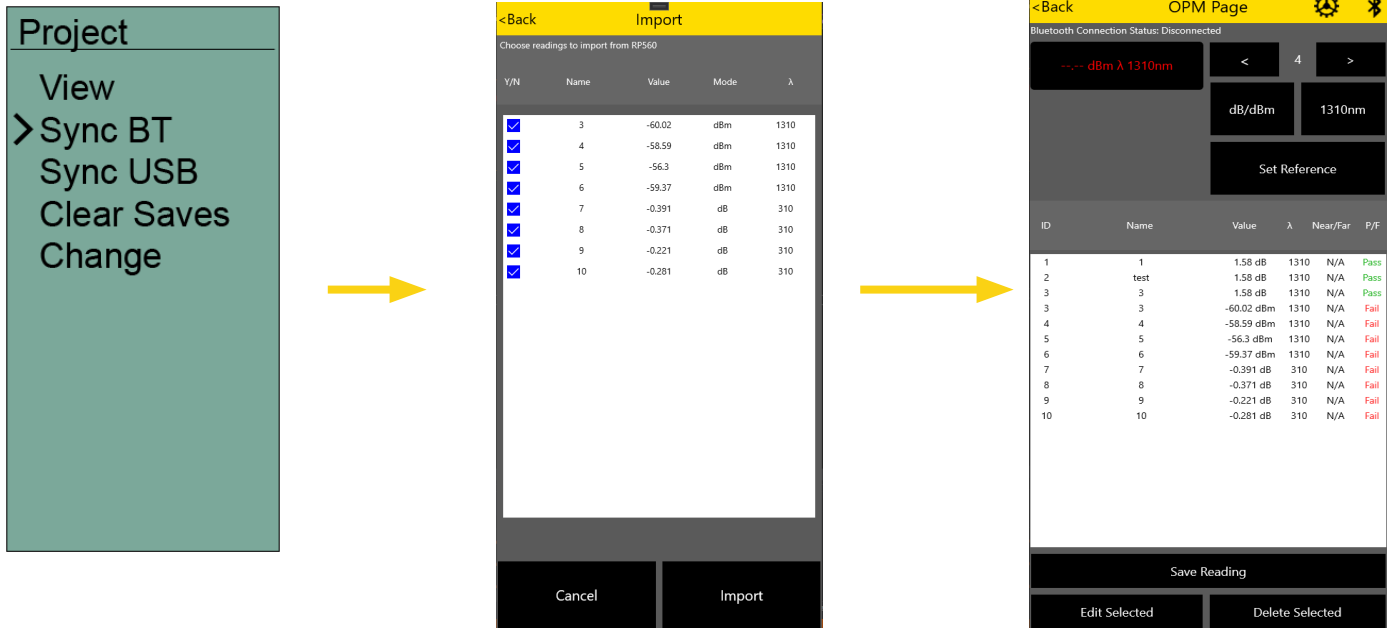 Project
View
Sync BT
Sync USB
Clear Saves
Change
<Back Import
Choose readings to import from RP560
Y/N Name Value Mode λ
3 -60.02 dBm 1310
4 -58.59 dBm 1310
5 -56.3 dBm 1310
6 -59.37 dBm 1310
7 -0.391 dB 310
8 -0.371 dB 310
9 -0.221 dB 310
10 -0.281 dB 310
Cancel Import
<Back OPM Page
Bluetooth Connection Status: Disconnected
--.-- dBm λ 1310nm < 4 >
dB/dBm 1310nm
Set Reference
ID Name Value λ Near/Far P/F
1 1 1.58 dB 1310 N/A Pass
2 test 1.58 dB 1310 N/A Pass
3 3 1.58 dB 1310 N/A Pass
3 3 -60.02 dBm 1310 N/A Fail
4 4 -58.59 dBm 1310 N/A Fail
5 5 -56.3 dBm 1310 N/A Fail
6 6 -59.37 dBm 1310 N/A Fail
7 7 -0.391 dB 310 N/A Fail
8 8 -0.371 dB 310 N/A Fail
9 9 -0.221 dB 310 N/A Fail
10 10 -0.281 dB 310 N/A Fail
Save Reading
Edit Selected Delete Selected